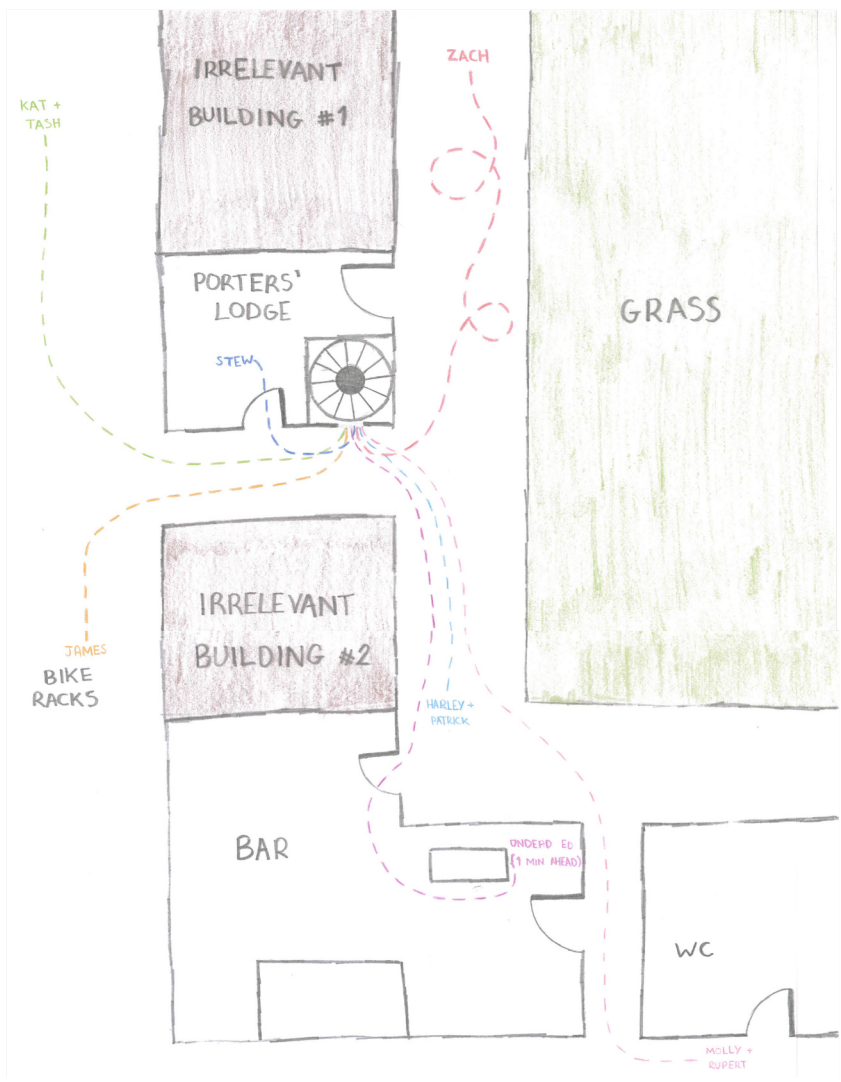 IRRELEVANT
BUILDING #1
ZACH
KAT +
TASH
PORTERS'
LODGE
GRASS
STEW
IRRELEVANT
BUILDING #2
JAMES
BIKE
RACKS
HARLEY +
PATRICK
BAR
UNDEAD ED
(1 MIN AHEAD)
WC
MOLLY +
RUPERT